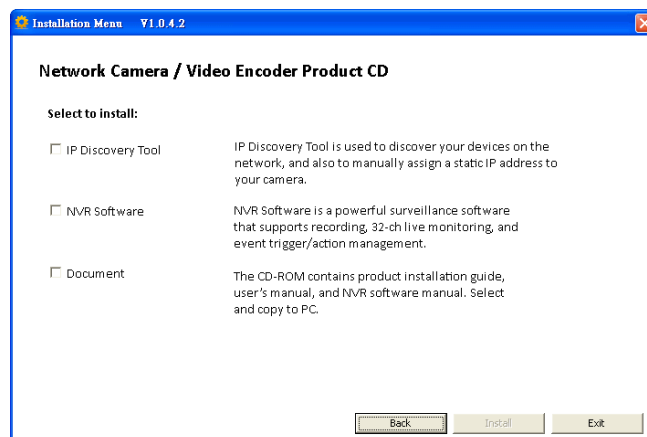 Installation Menu V1.0.4.2
Network Camera / Video Encoder Product CD
Select to install:
IP Discovery Tool
IP Discovery Tool is used to discover your devices on the
network, and also to manually assign a static IP address to
your camera.
NVR Software
NVR Software is a powerful surveillance software
that supports recording, 32-ch live monitoring, and
event trigger/action management.
Document
The CD-ROM contains product installation guide,
user's manual, and NVR software manual. Select
and copy to PC.
Back Install Exit